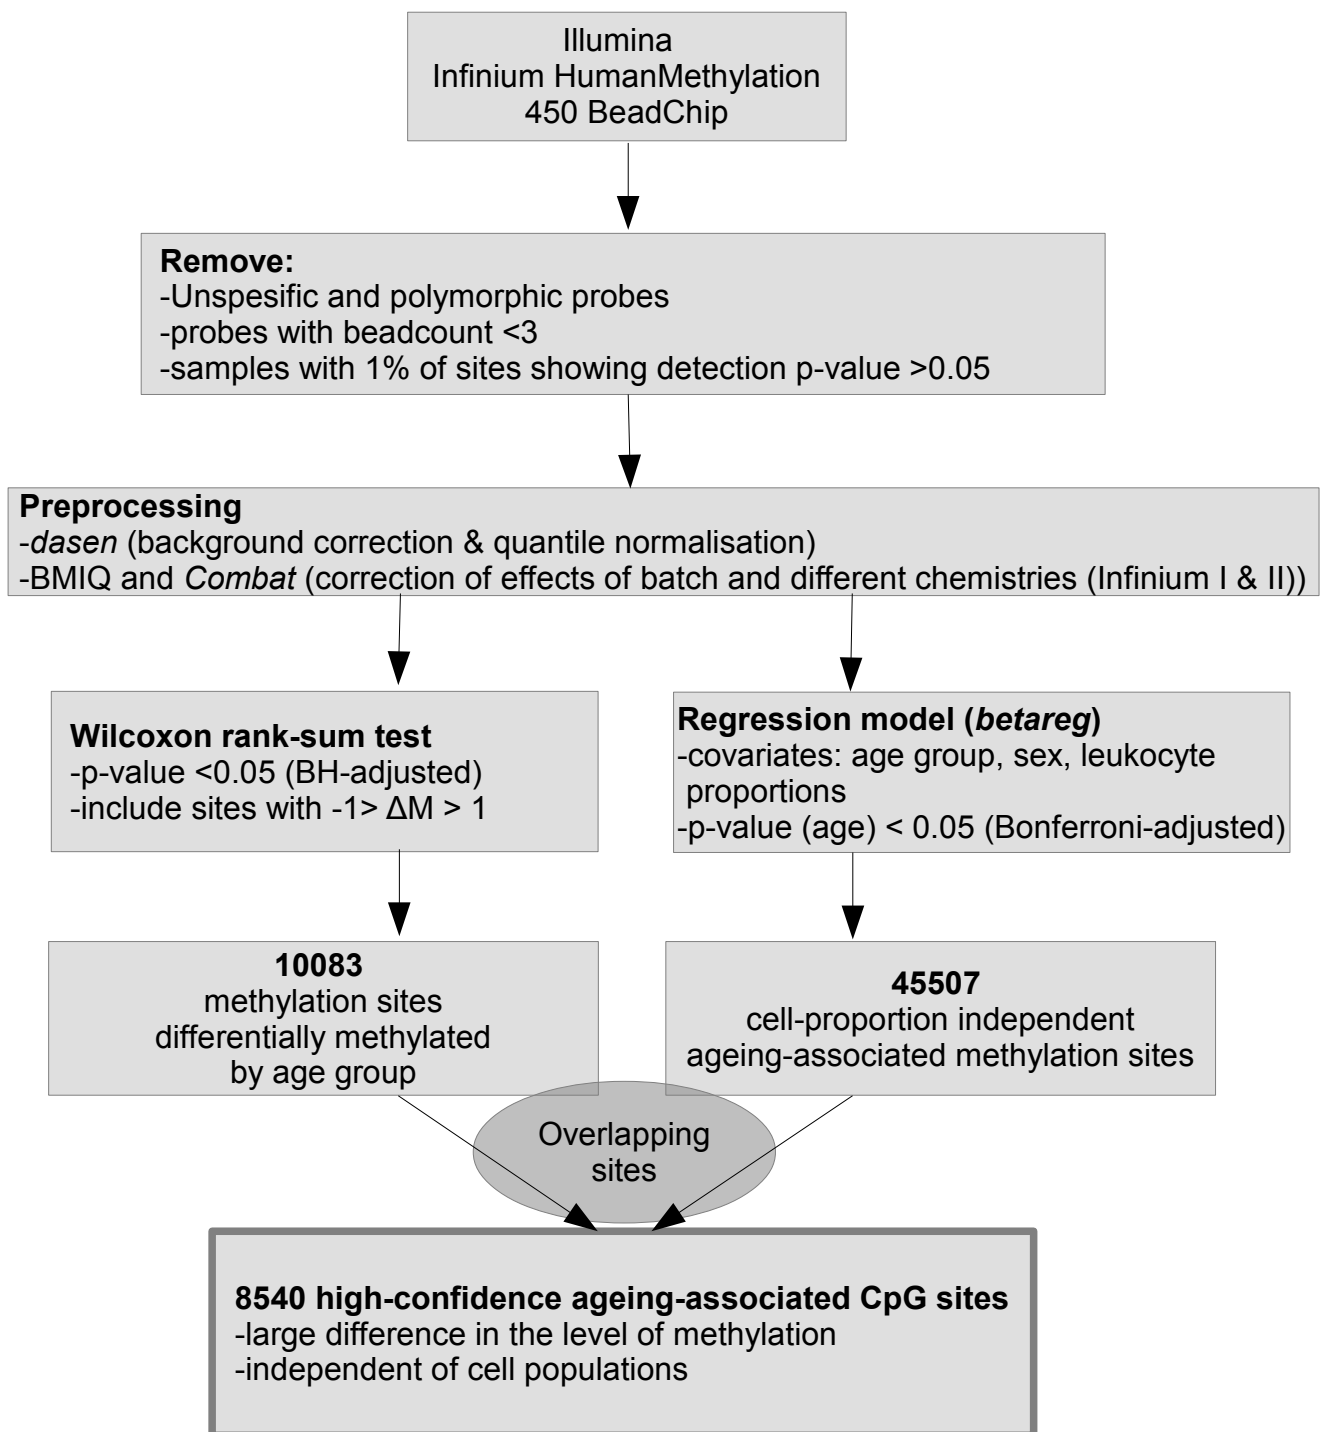 Illumina
Infinium HumanMethylation
450 BeadChip
Remove:
-Unspesific and polymorphic probes
-probes with beadcount <3
-samples with 1% of sites showing detection p-value >0.05
Preprocessing
-dasen (background correction & quantile normalisation)
-BMIQ and Combat (correction of effects of batch and different chemistries (Infinium I & II))
Wilcoxon rank-sum test
-p-value <0.05 (BH-adjusted)
-include sites with -1> ΔM > 1
Regression model (betareg)
-covariates: age group, sex, leukocyte
proportions
-p-value (age) < 0.05 (Bonferroni-adjusted)
10083
methylation sites
differentially methylated
by age group
45507
cell-proportion independent
ageing-associated methylation sites
Overlapping
sites
8540 high-confidence ageing-associated CpG sites
-large difference in the level of methylation
-independent of cell populations